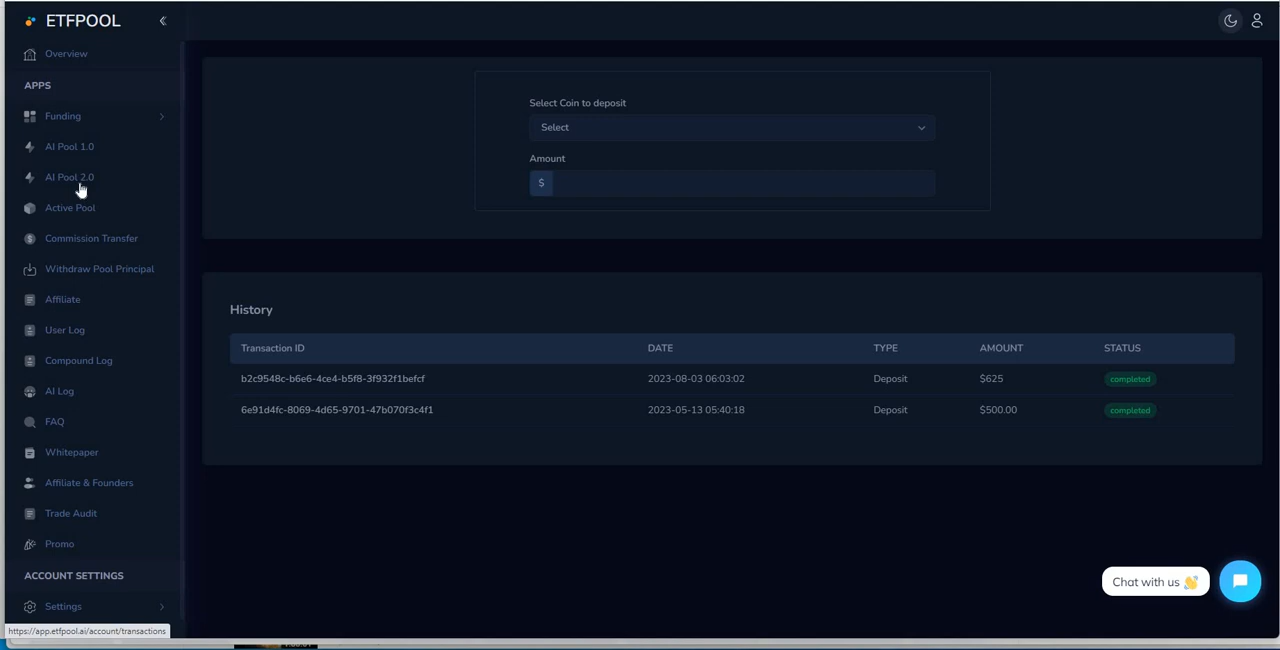 ETFPOOL
Overview
APPS
Funding
AI Pool 1.0
AI Pool 2.0
Active Pool
Commission Transfer
Withdraw Pool Principal
Affiliate
User Log
Compound Log
AI Log
FAQ
Whitepaper
Affiliate & Founders
Trade Audit
Promo
ACCOUNT SETTINGS
Settings
https://app.etfpool.ai/account/transactions
Select Coin to deposit
Select
Amount
$
History
Transaction ID DATE TYPE AMOUNT STATUS
b2c9548c-b6e6-4ce4-b5f8-3f932f1befcf 2023-08-03 06:03:02 Deposit $625 completed
6e91d4fc-8069-4d65-9701-47b070f3c4f1 2023-05-13 05:40:18 Deposit $500.00 completed
Chat with us 👋